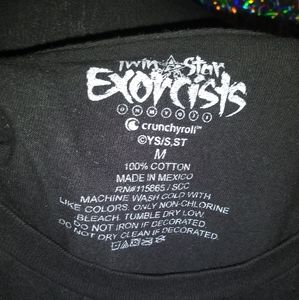 Twin Star
Exorcists
ONMYOJI
crunchyroll™
©YS/S,ST
M
100% COTTON
MADE IN MEXICO
RN#115865 / SCC
MACHINE WASH COLD WITH
LIKE COLORS. ONLY NON-CHLORINE
BLEACH. TUMBLE DRY LOW.
DO NOT IRON IF DECORATED.
DO NOT DRY CLEAN IF DECORATED.